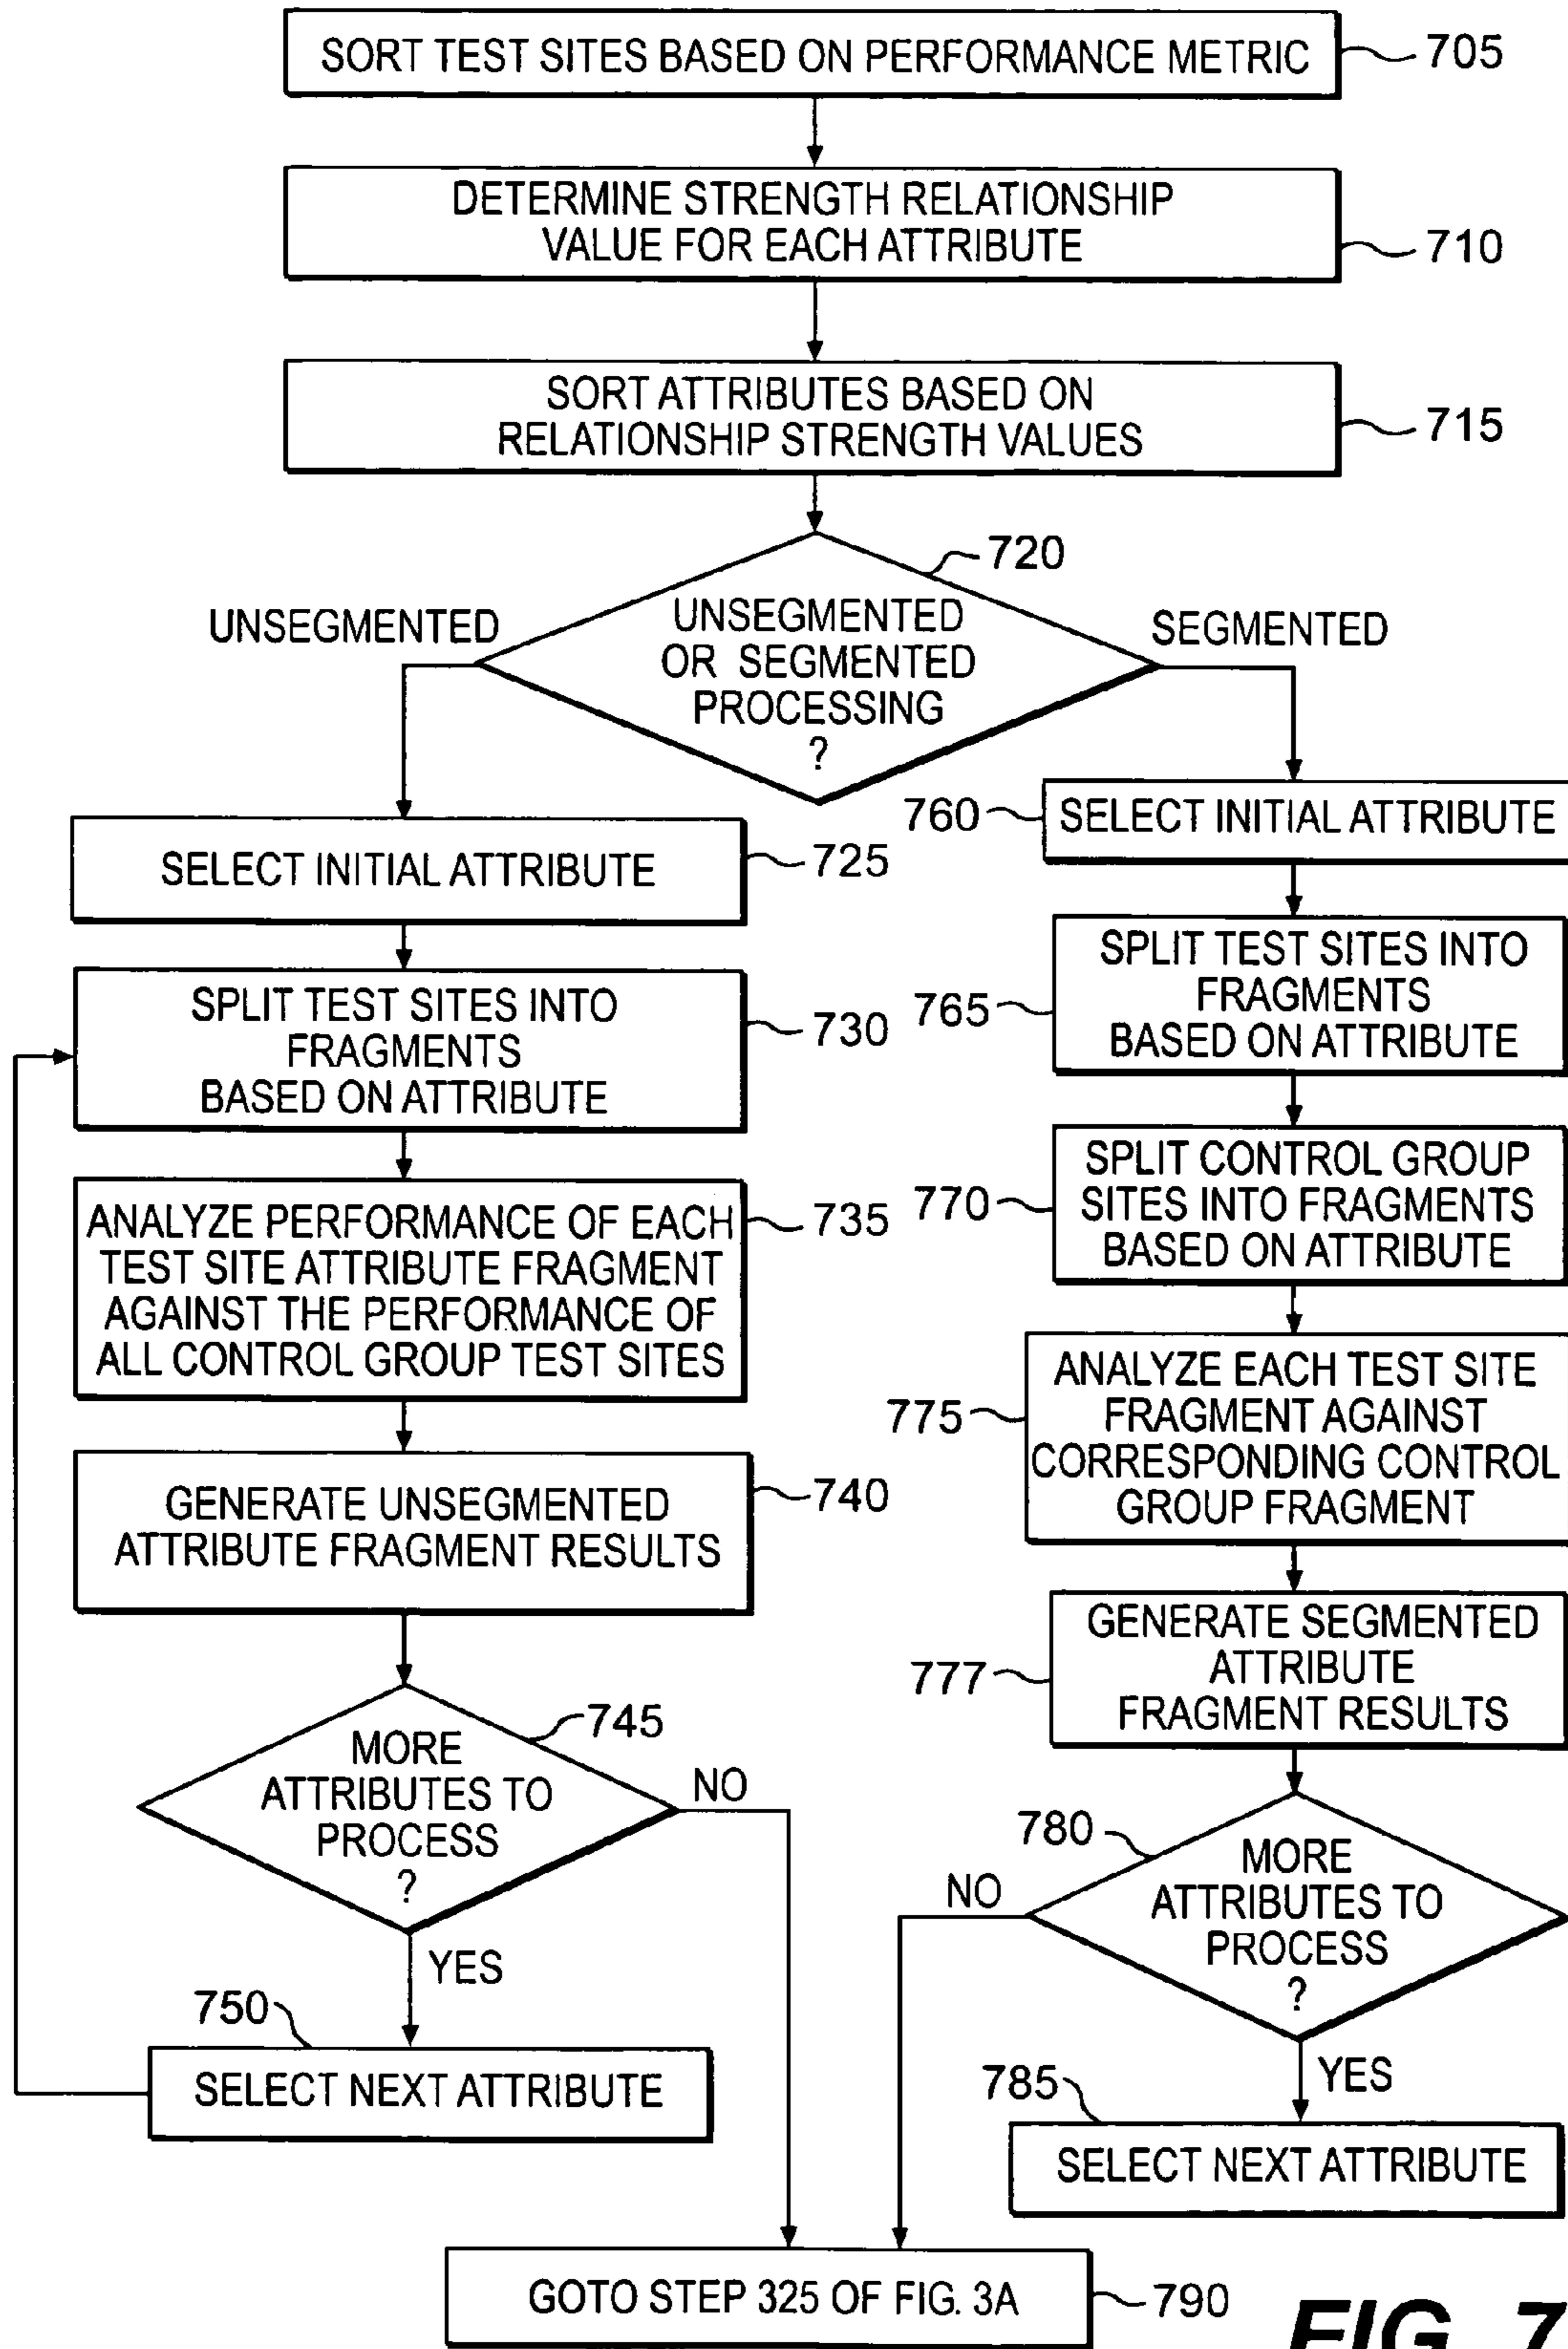 SORT TEST SITES BASED ON PERFORMANCE METRIC
705
DETERMINE STRENGTH RELATIONSHIP
VALUE FOR EACH ATTRIBUTE
710
SORT ATTRIBUTES BASED ON
RELATIONSHIP STRENGTH VALUES
715
720
UNSEGMENTED
OR SEGMENTED
PROCESSING
?
UNSEGMENTED
SEGMENTED
SELECT INITIAL ATTRIBUTE
725
SPLIT TEST SITES INTO
FRAGMENTS
BASED ON ATTRIBUTE
730
ANALYZE PERFORMANCE OF EACH
TEST SITE ATTRIBUTE FRAGMENT
AGAINST THE PERFORMANCE OF
ALL CONTROL GROUP TEST SITES
735
GENERATE UNSEGMENTED
ATTRIBUTE FRAGMENT RESULTS
740
745
MORE
ATTRIBUTES TO
PROCESS
?
NO
YES
750
SELECT NEXT ATTRIBUTE
760
SELECT INITIAL ATTRIBUTE
765
SPLIT TEST SITES INTO
FRAGMENTS
BASED ON ATTRIBUTE
770
SPLIT CONTROL GROUP
SITES INTO FRAGMENTS
BASED ON ATTRIBUTE
775
ANALYZE EACH TEST SITE
FRAGMENT AGAINST
CORRESPONDING CONTROL
GROUP FRAGMENT
777
GENERATE SEGMENTED
ATTRIBUTE
FRAGMENT RESULTS
780
MORE
ATTRIBUTES TO
PROCESS
?
NO
YES
785
SELECT NEXT ATTRIBUTE
GOTO STEP 325 OF FIG. 3A
790
FIG. 7